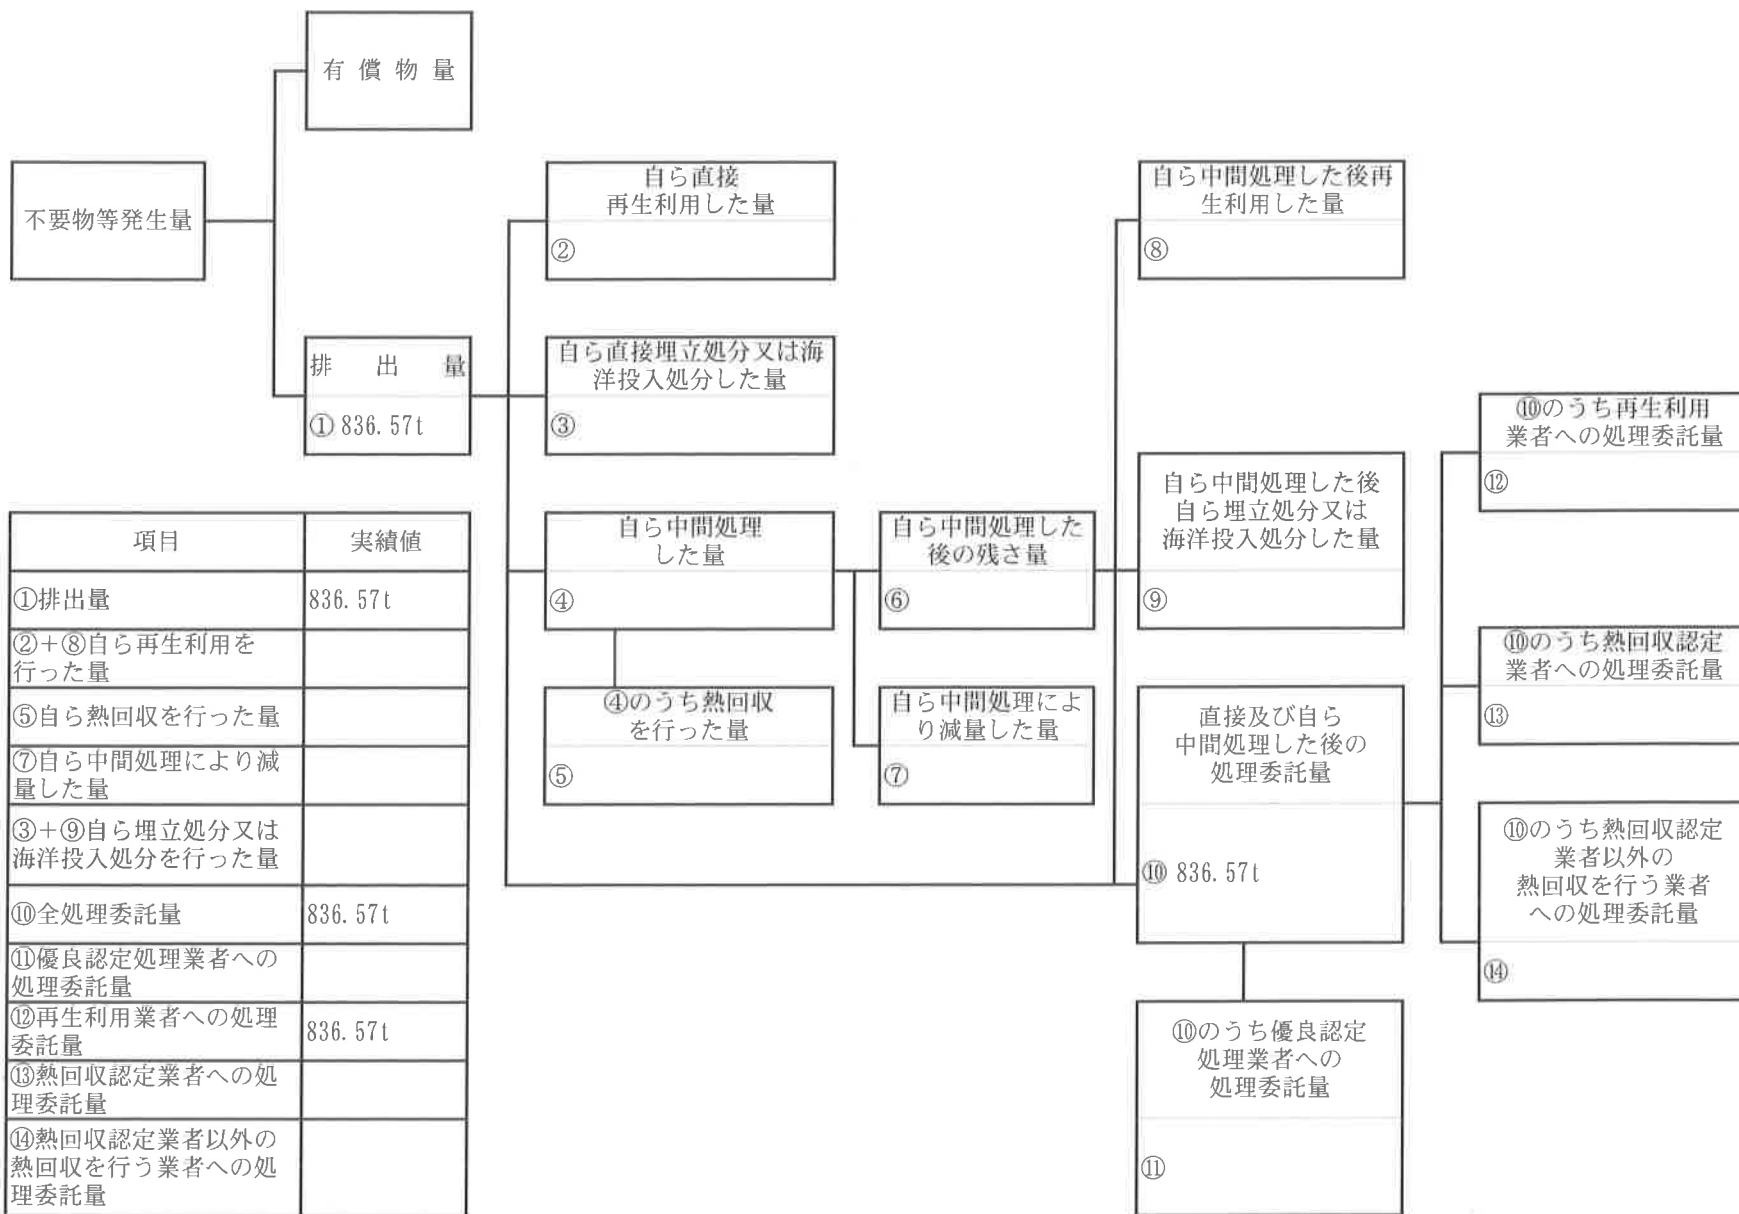 有 償 物 量
不要物等発生量
排 出 量
① 836.57t
自ら直接
再生利用した量
②
自ら直接埋立処分又は海
洋投入処分した量
③
自ら中間処理
した量
④
④のうち熱回収
を行った量
⑤
自ら中間処理した
後の残さ量
⑥
自ら中間処理によ
り減量した量
⑦
自ら中間処理した後再
生利用した量
⑧
自ら中間処理した後
自ら埋立処分又は
海洋投入処分した量
⑨
直接及び自ら
中間処理した後の
処理委託量
⑩ 836.57t
⑩のうち優良認定
処理業者への
処理委託量
⑪
⑩のうち再生利用
業者への処理委託量
⑫
⑩のうち熱回収認定
業者への処理委託量
⑬
⑩のうち熱回収認定
業者以外の
熱回収を行う業者
への処理委託量
⑭
項目 実績値
①排出量 836.57t
②+⑧自ら再生利用を
行った量
⑤自ら熱回収を行った量
⑦自ら中間処理により減
量した量
③+⑨自ら埋立処分又は
海洋投入処分を行った量
⑩全処理委託量 836.57t
⑪優良認定処理業者への
処理委託量
⑫再生利用業者への処理
委託量 836.57t
⑬熱回収認定業者への処
理委託量
⑭熱回収認定業者以外の
熱回収を行う業者への処
理委託量